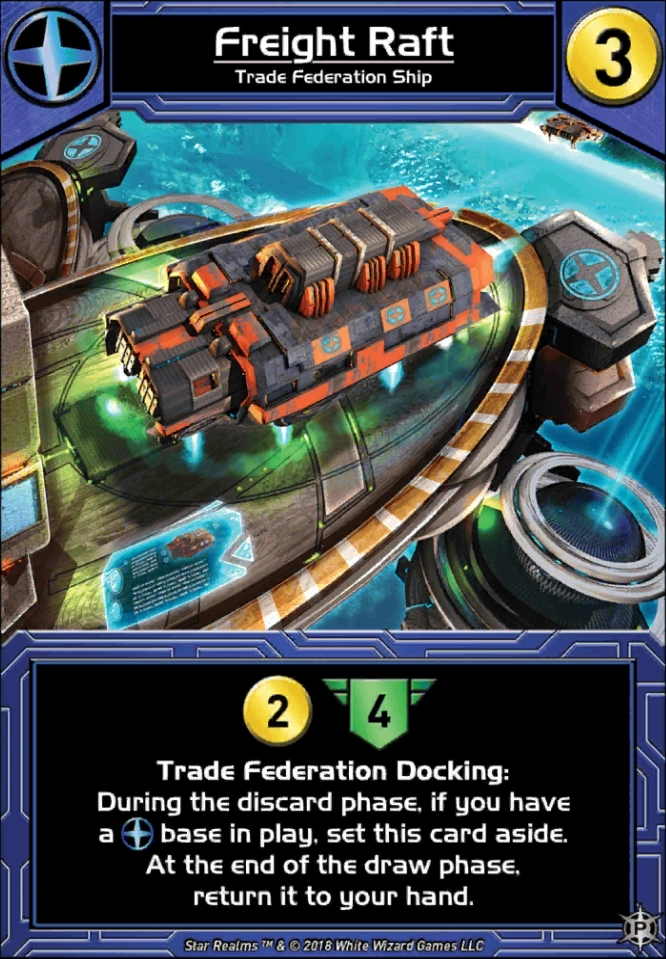 Freight Raft
Trade Federation Ship
3
2 4
Trade Federation Docking:
During the discard phase, if you have
a base in play, set this card aside.
At the end of the draw phase,
return it to your hand.
P
Star Realms™ & © 2018 White Wizard Games LLC